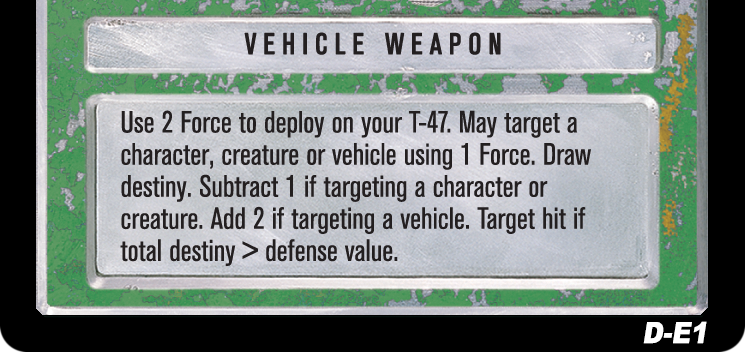 VEHICLE WEAPON
Use 2 Force to deploy on your T-47. May target a
character, creature or vehicle using 1 Force. Draw
destiny. Subtract 1 if targeting a character or
creature. Add 2 if targeting a vehicle. Target hit if
total destiny > defense value.
D-E1